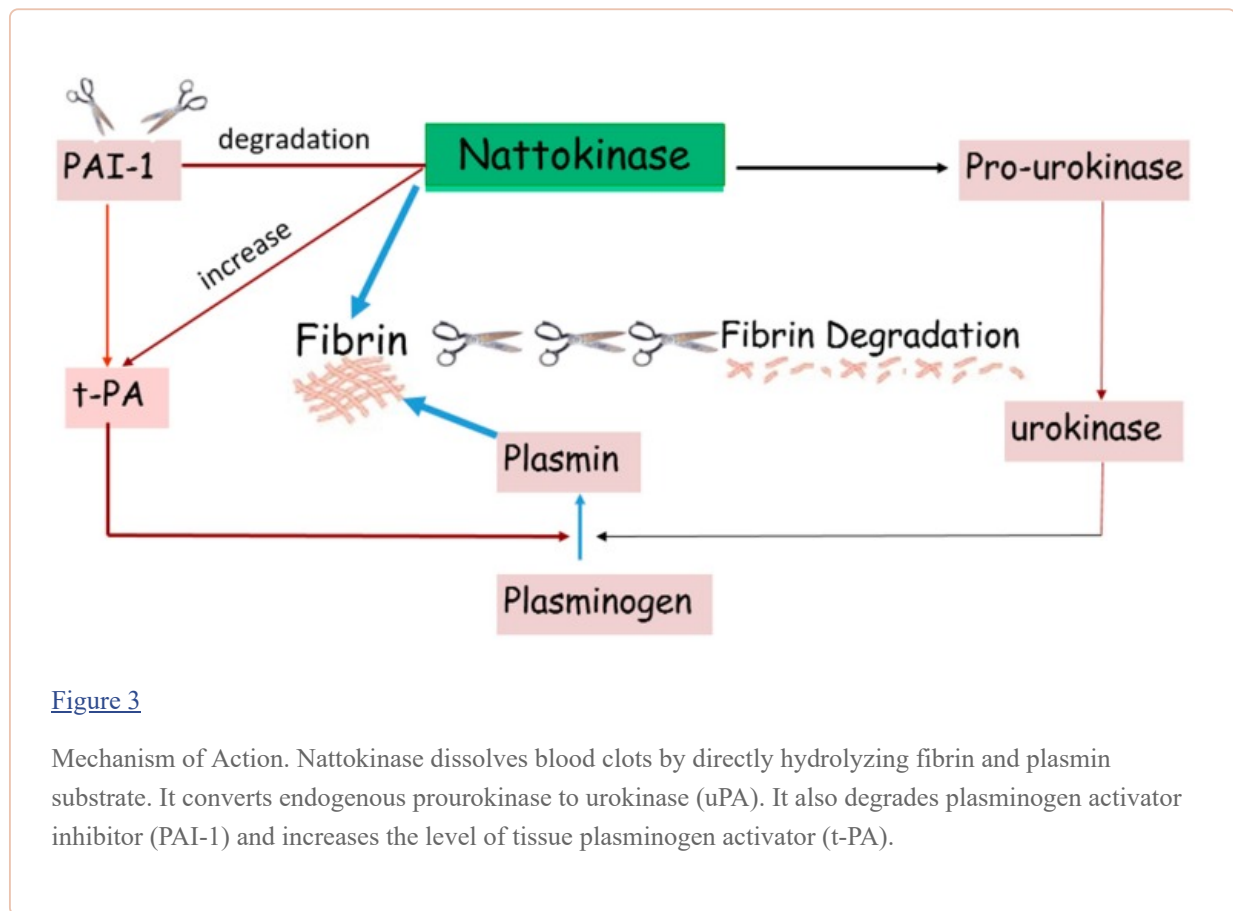 degradation
PAI-1
Nattokinase
Pro-urokinase
increase
Fibrin
Fibrin Degradation
t-PA
urokinase
Plasmin
Plasminogen
Figure 3
Mechanism of Action. Nattokinase dissolves blood clots by directly hydrolyzing fibrin and plasmin
substrate. It converts endogenous prourokinase to urokinase (uPA). It also degrades plasminogen activator
inhibitor (PAI-1) and increases the level of tissue plasminogen activator (t-PA).